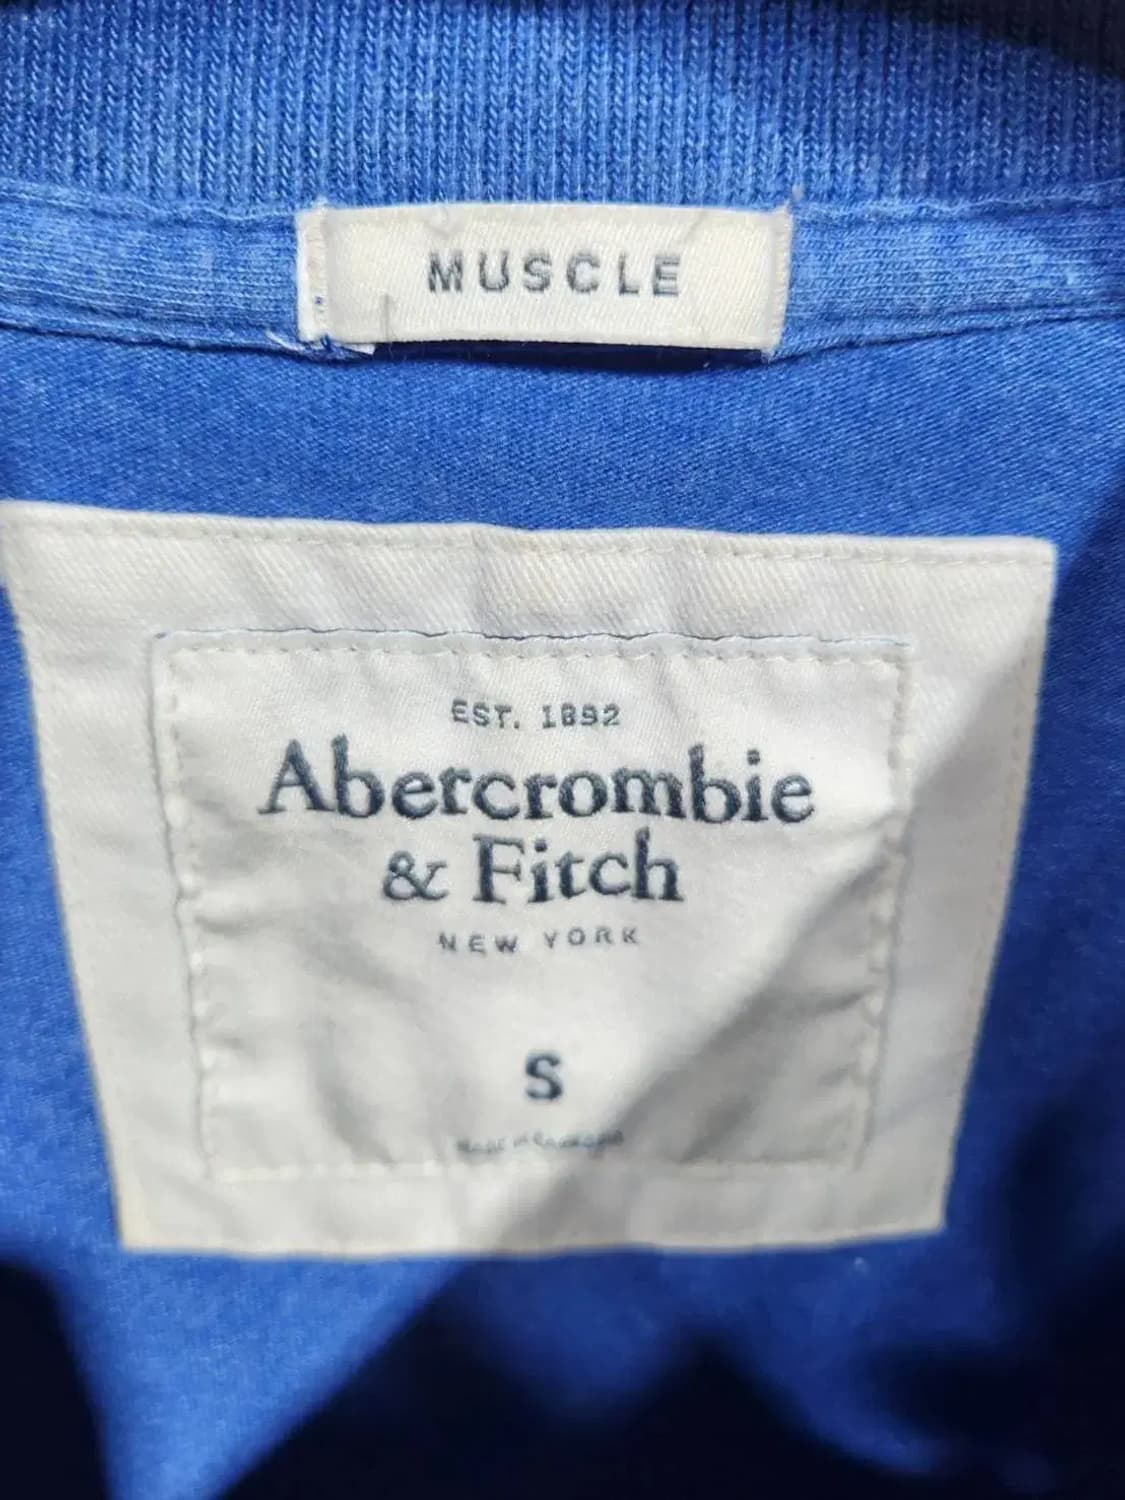 MUSCLE
EST. 1892
Abercrombie
& Fitch
NEW YORK
S